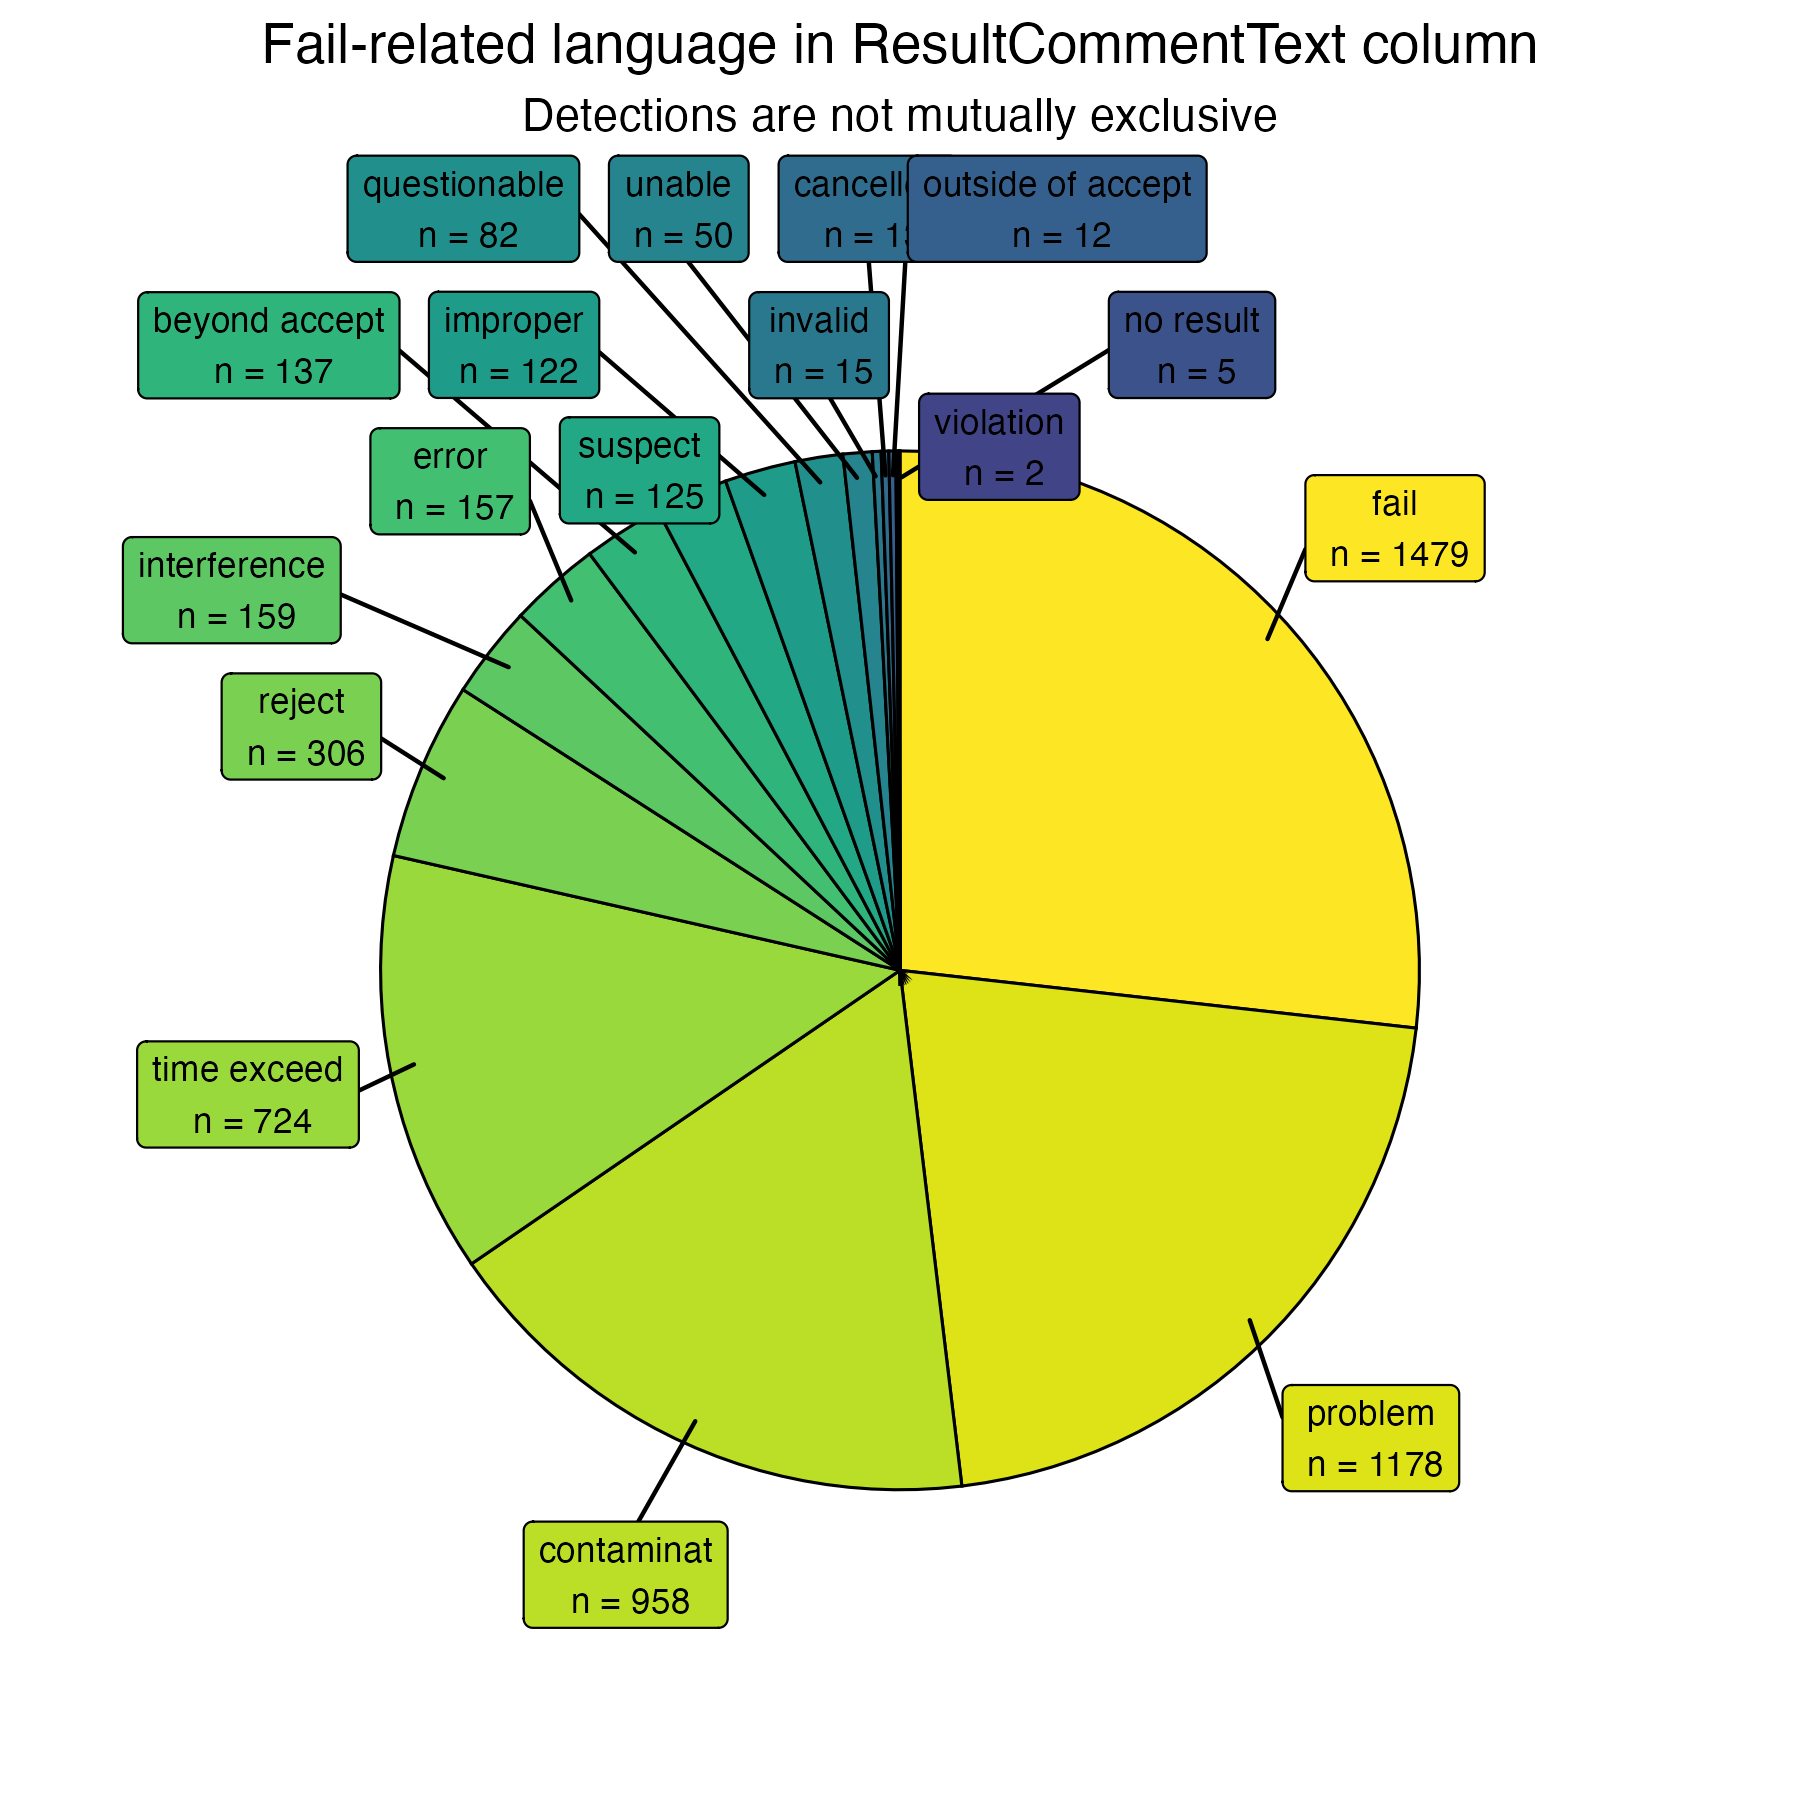 Fail-related language in ResultCommentText column
Detections are not mutually exclusive
questionable
n = 82
unable
n = 50
outside of accept
n = 12
beyond accept
n = 137
improper
n = 122
invalid
n = 15
no result
n = 5
violation
n = 2
suspect
n = 125
error
n = 157
fail
n = 1479
interference
n = 159
reject
n = 306
time exceed
n = 724
problem
n = 1178
contaminat
n = 958